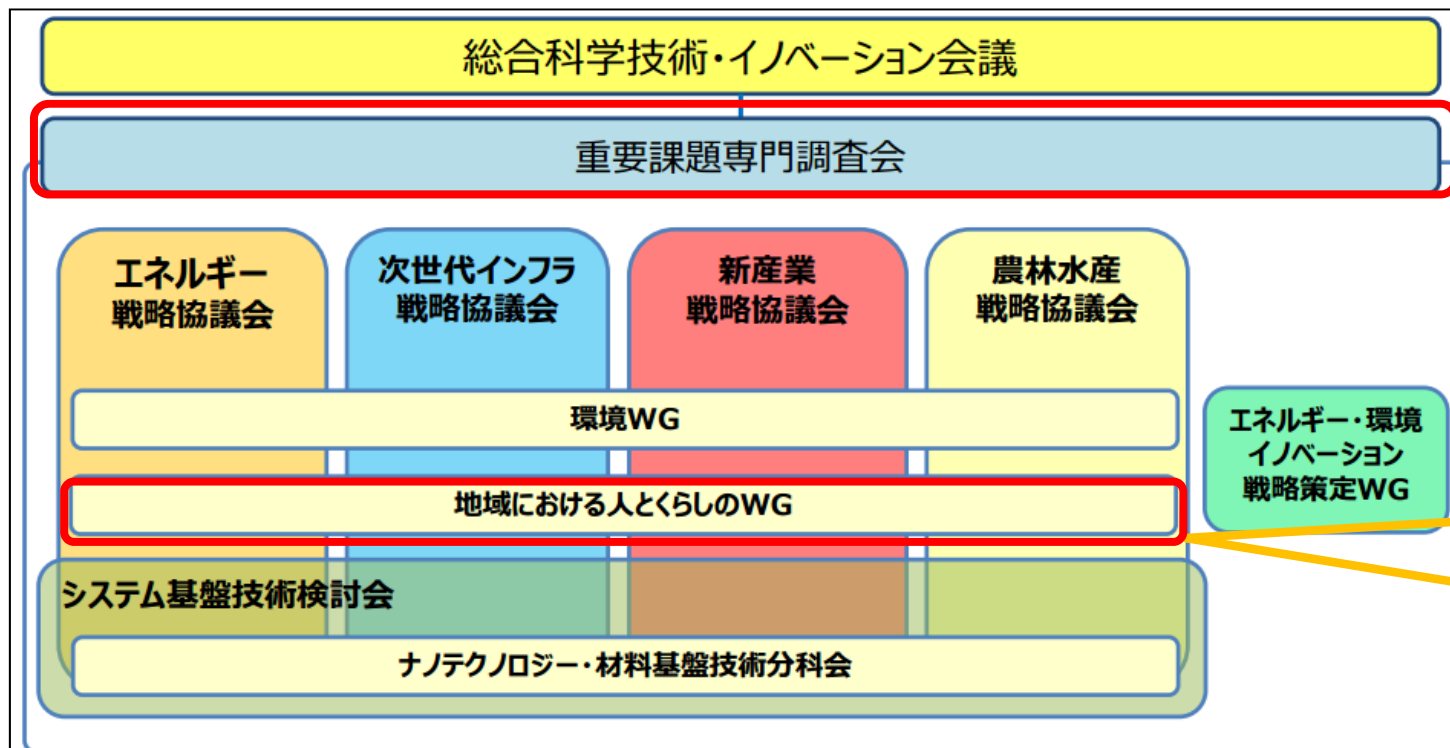 総合科学技術・イノベーション会議
重要課題専門調査会
エネルギー
戦略協議会
次世代インフラ
戦略協議会
新産業
戦略協議会
農林水産
戦略協議会
環境WG
地域における人とくらしのWG
エネルギー・環境
イノベーション
戦略策定WG
システム基盤技術検討会
ナノテクノロジー・材料基盤技術分科会